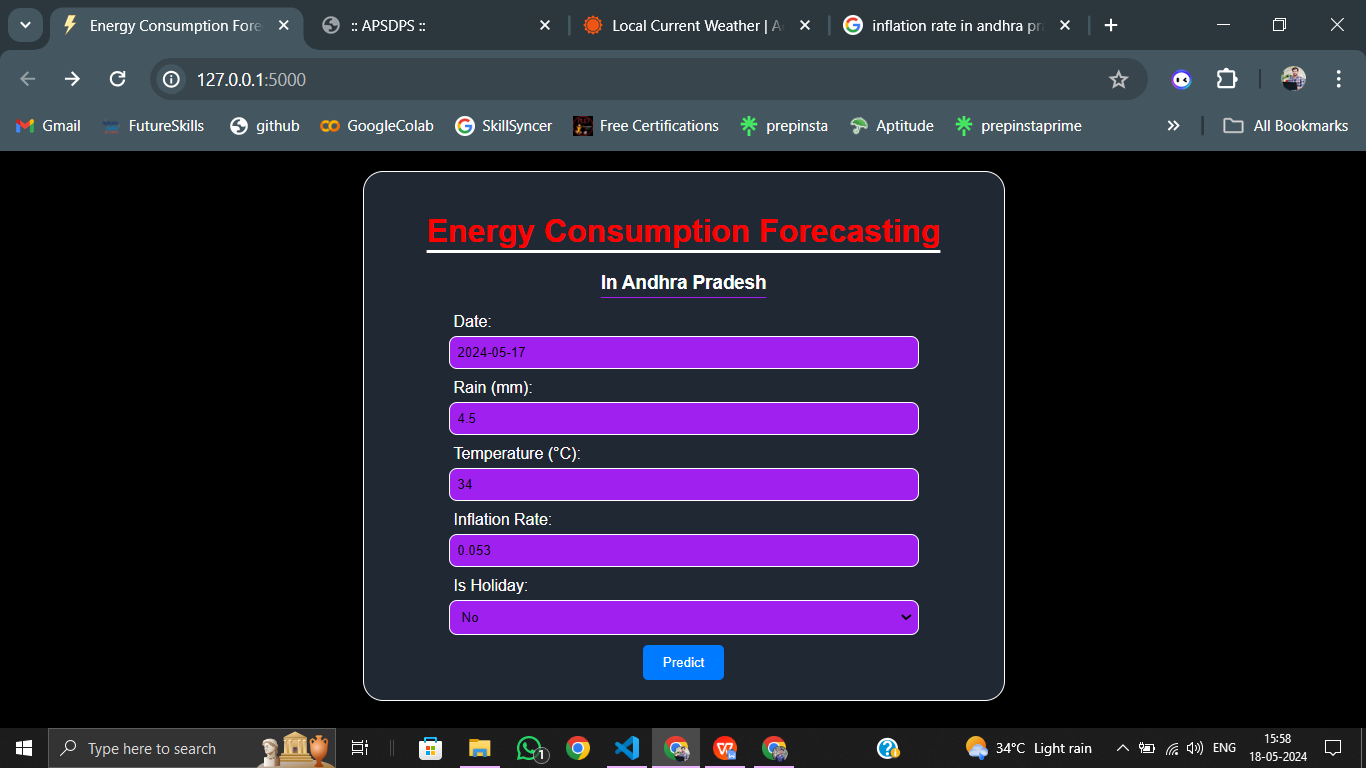 Energy Consumption Fore
:: APSDPS ::
Local Current Weather | A
inflation rate in andhra pr
127.0.0.1:5000
Gmail
FutureSkills
github
GoogleColab
SkillSyncer
Free Certifications
prepinsta
Aptitude
prepinstaprime
All Bookmarks
Energy Consumption Forecasting
In Andhra Pradesh
Date:
2024-05-17
Rain (mm):
4.5
Temperature (°C):
34
Inflation Rate:
0.053
Is Holiday:
No
Predict
Type here to search
1
34°C Light rain
ENG
15:58
18-05-2024